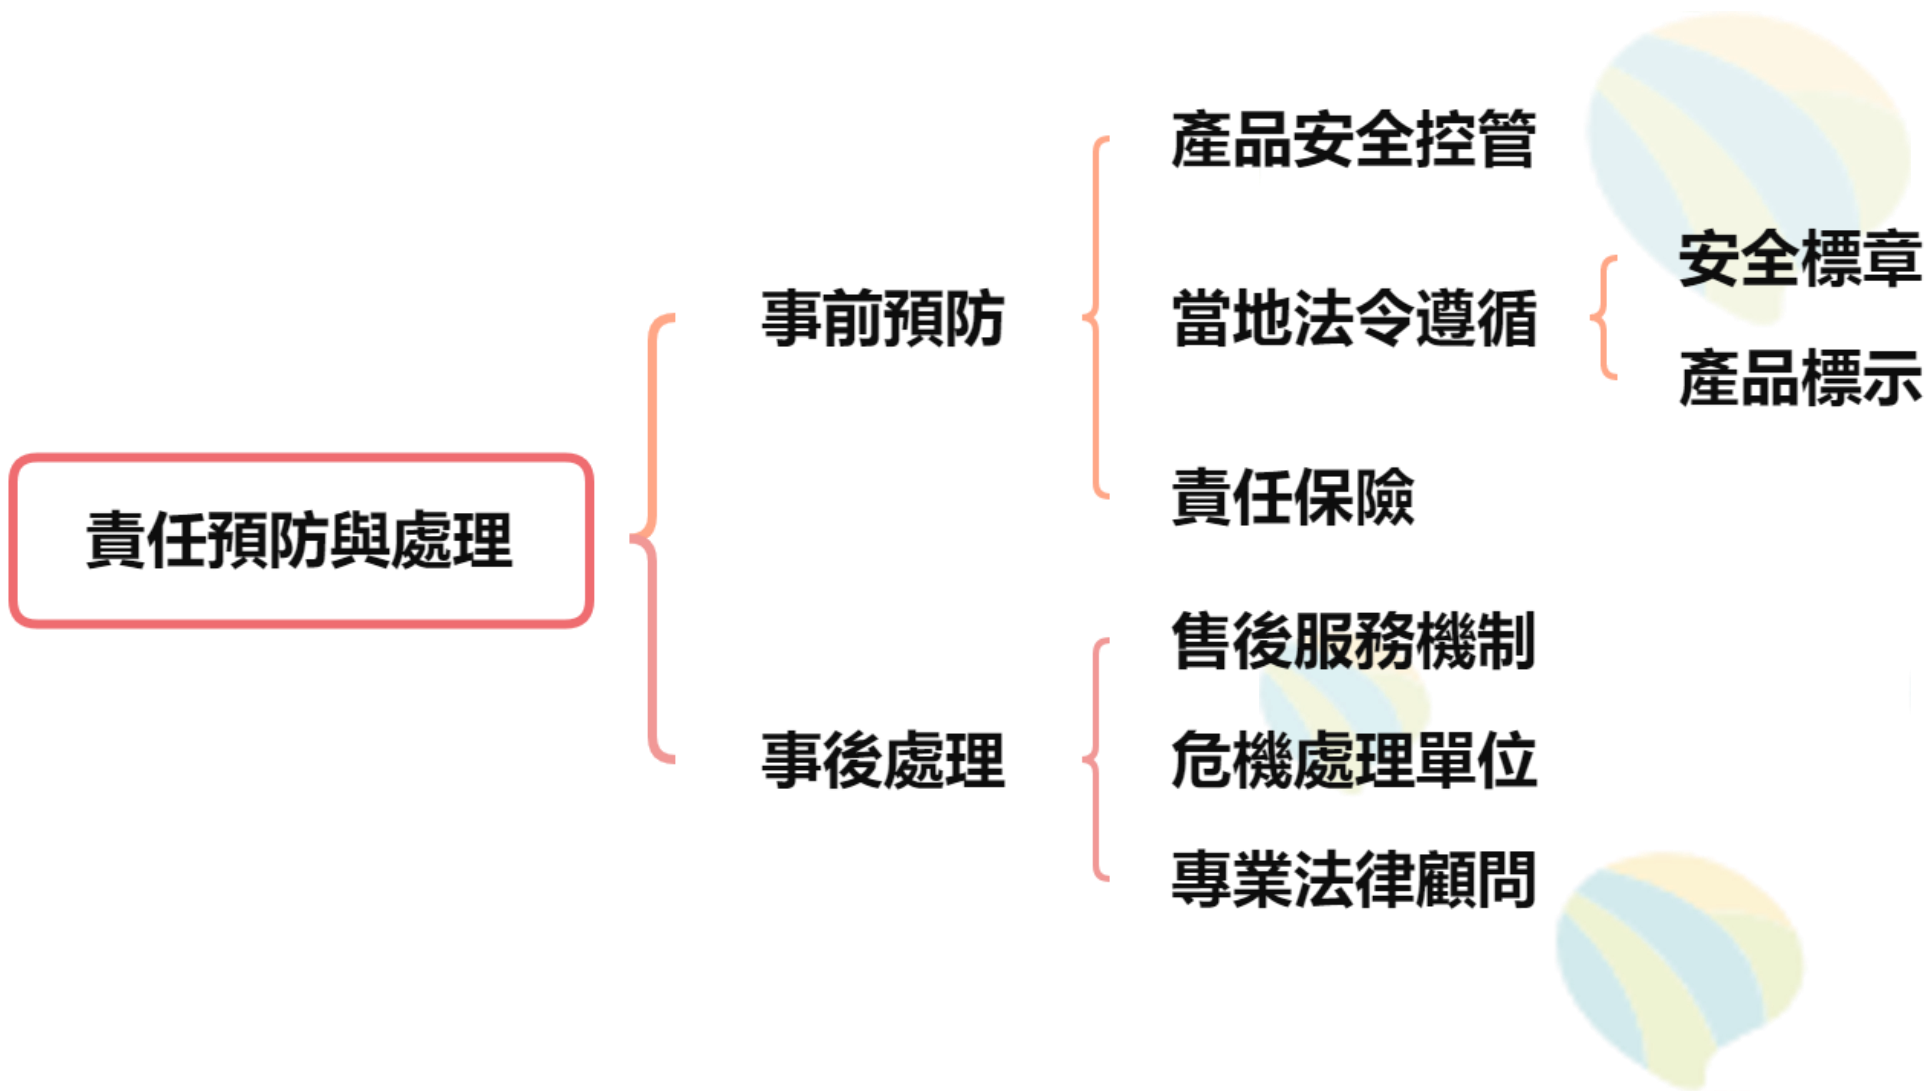 責任預防與處理
事前預防
產品安全控管
當地法令遵循
安全標章
產品標示
責任保險
事後處理
售後服務機制
危機處理單位
專業法律顧問